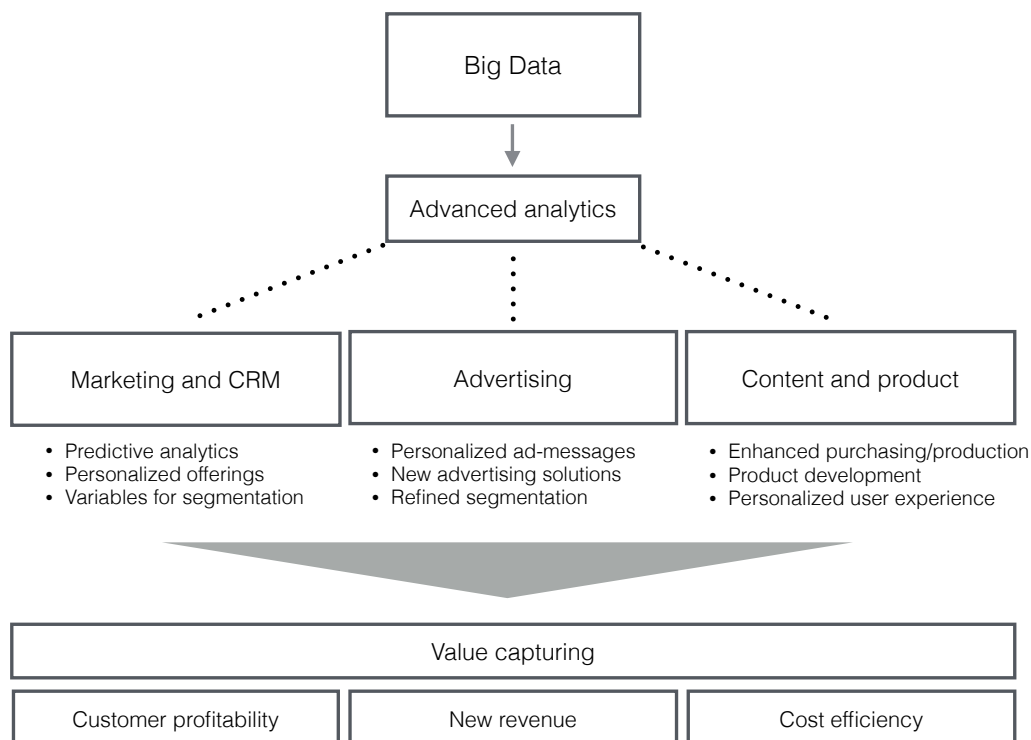 Big Data
Advanced analytics
Marketing and CRM
Advertising
Content and product
• Predictive analytics
• Personalized offerings
• Variables for segmentation
• Personalized ad-messages
• New advertising solutions
• Refined segmentation
• Enhanced purchasing/production
• Product development
• Personalized user experience
Value capturing
Customer profitability
New revenue
Cost efficiency